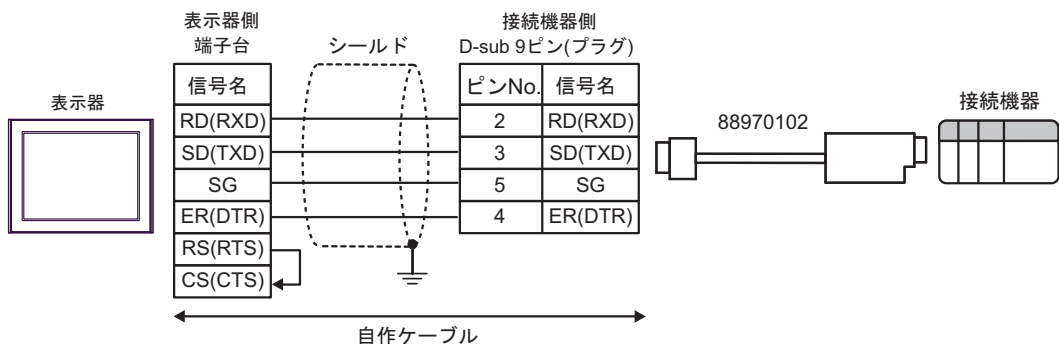 表示器側
端子台
シールド
接続機器側
D-sub 9ピン(プラグ)
表示器
信号名
ピンNo. 信号名
接続機器
RD(RXD) 2 RD(RXD)
88970102
SD(TXD) 3 SD(TXD)
SG 5 SG
ER(DTR) 4 ER(DTR)
RS(RTS)
CS(CTS)
自作ケーブル